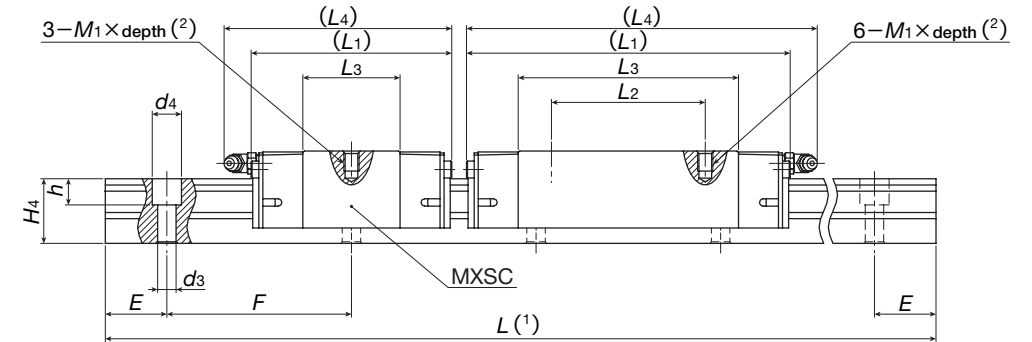 (L4) (L4)
3−M1×depth (2) (L1) (L1) 6−M1×depth (2)
L3 L3
L2
d4
h
H4
d3
MXSC
E F E
L (1)